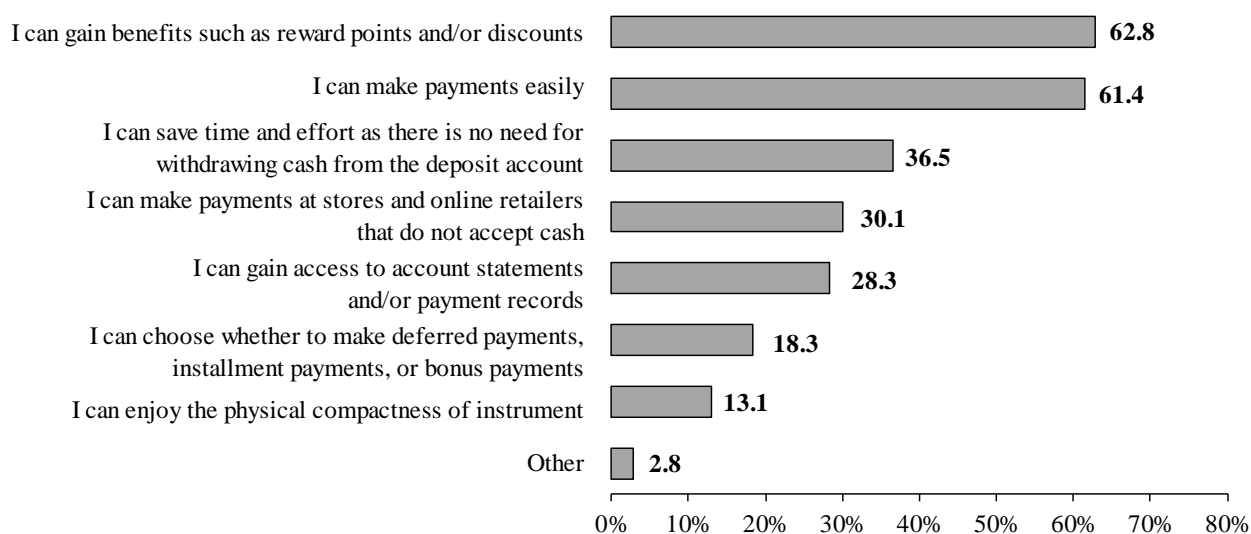 I can gain benefits such as reward points and/or discounts
62.8
I can make payments easily
61.4
I can save time and effort as there is no need for
withdrawing cash from the deposit account
36.5
I can make payments at stores and online retailers
that do not accept cash
30.1
I can gain access to account statements
and/or payment records
28.3
I can choose whether to make deferred payments,
installment payments, or bonus payments
18.3
I can enjoy the physical compactness of instrument
13.1
Other
2.8
0% 10% 20% 30% 40% 50% 60% 70% 80%